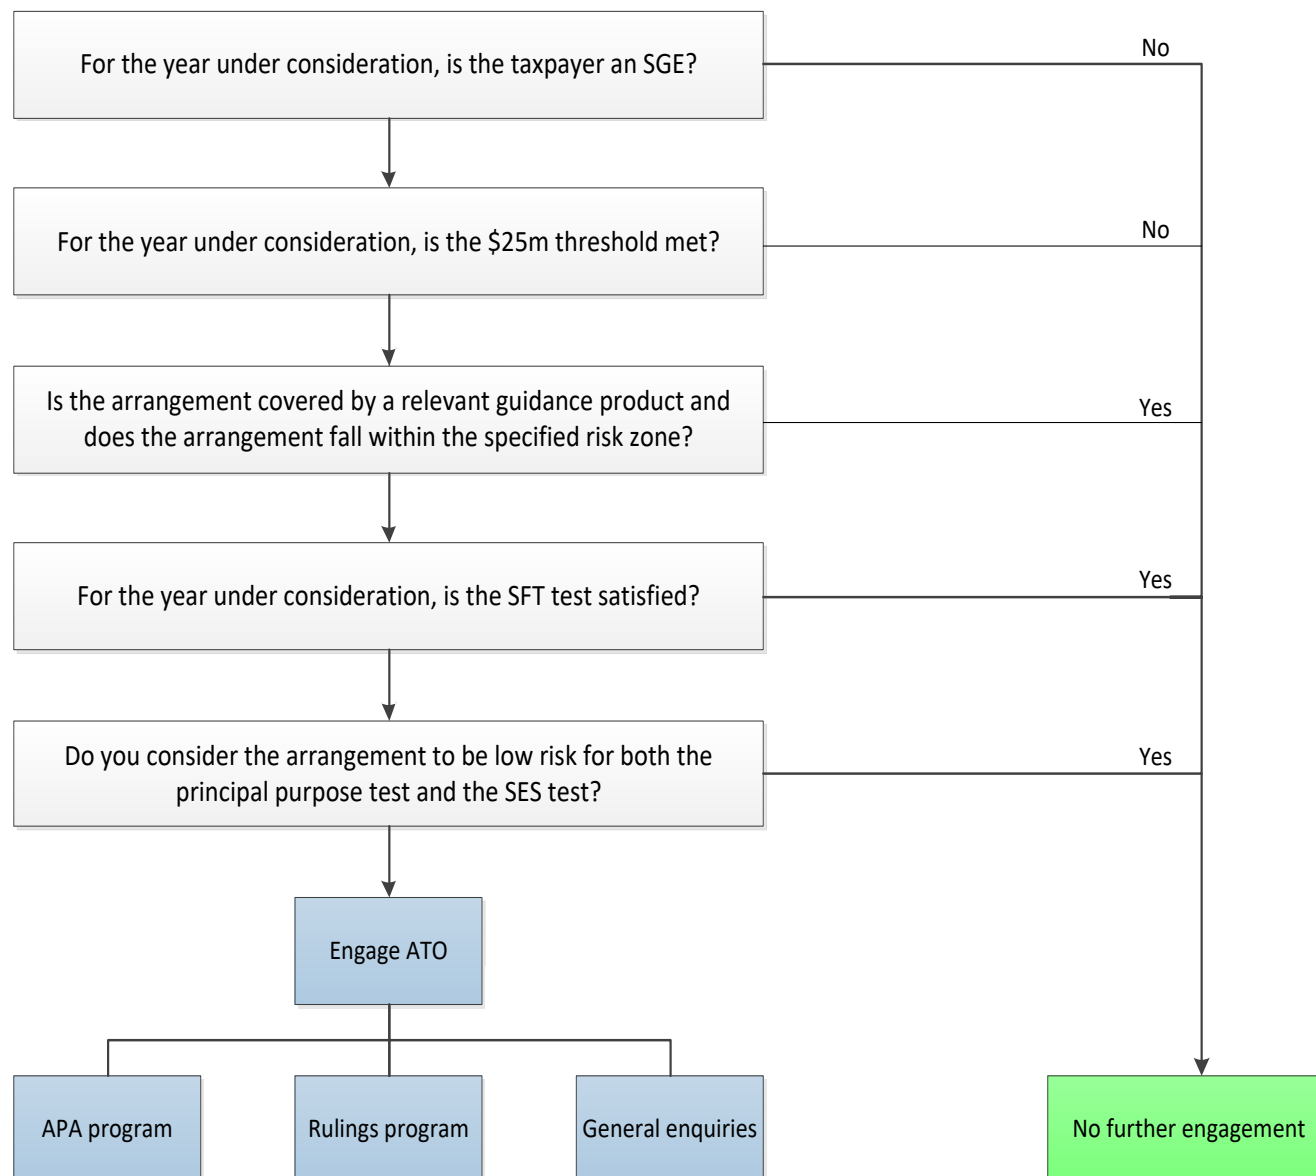 For the year under consideration, is the taxpayer an SGE?
No
For the year under consideration, is the $25m threshold met?
No
Is the arrangement covered by a relevant guidance product and
does the arrangement fall within the specified risk zone?
Yes
For the year under consideration, is the SFT test satisfied?
Yes
Do you consider the arrangement to be low risk for both the
principal purpose test and the SES test?
Yes
Engage ATO
APA program
Rulings program
General enquiries
No further engagement